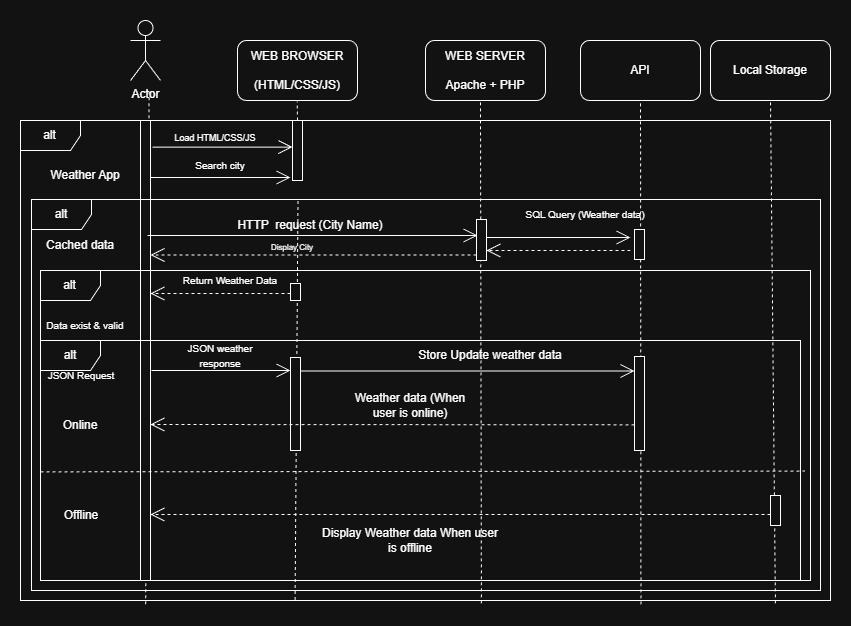 WEB BROWSER
(HTML/CSS/JS)
WEB SERVER
Apache + PHP
API
Local Storage
Actor
alt
Load HTML/CSS/JS
Search city
Weather App
alt
SQL Query (Weather data)
HTTP request (City Name)
Cached data
Display City
alt
Return Weather Data
Data exist & valid
alt
JSON weather
response
Store Update weather data
JSON Request
Weather data (When
user is online)
Online
Offline
Display Weather data When user
is offline